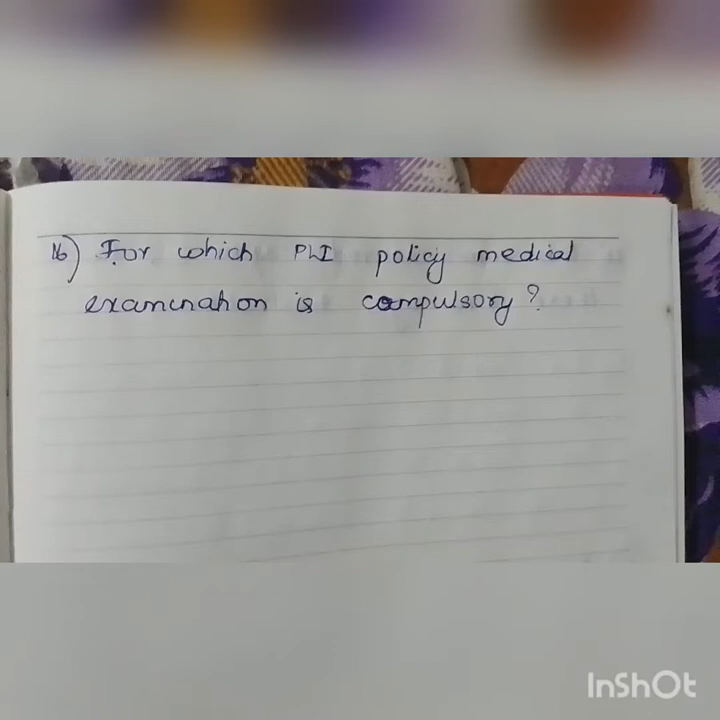 16) For which PLI policy medical
examination is compulsory?
InShOt